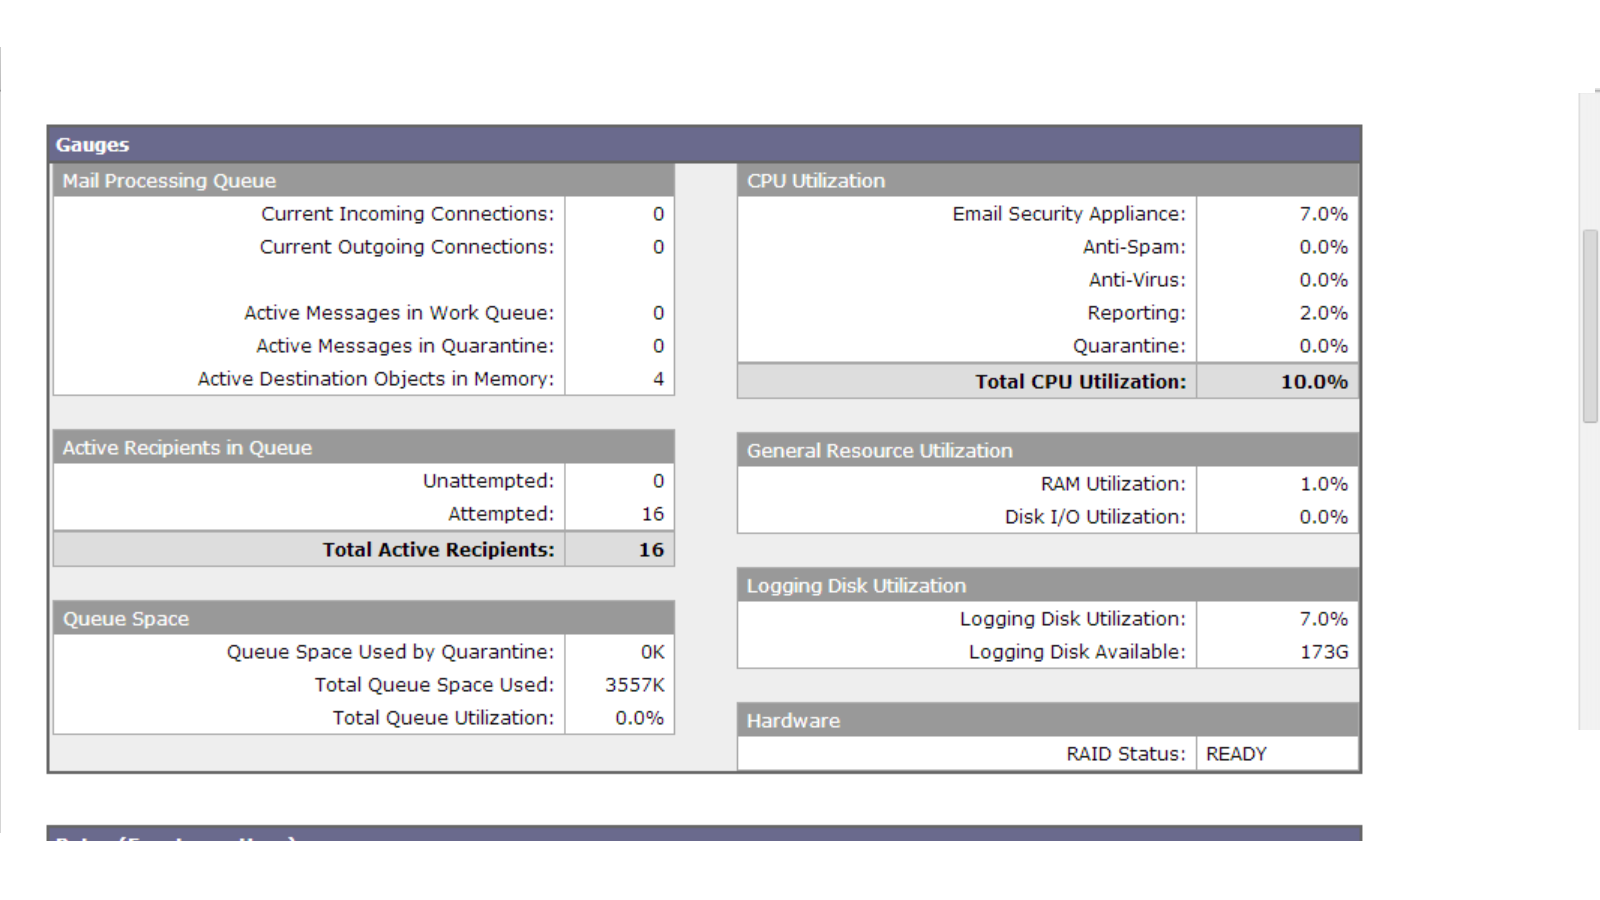 Gauges
Mail Processing Queue
Current Incoming Connections: 0
Current Outgoing Connections: 0
Active Messages in Work Queue: 0
Active Messages in Quarantine: 0
Active Destination Objects in Memory: 4
Active Recipients in Queue
Unattempted: 0
Attempted: 16
Total Active Recipients: 16
Queue Space
Queue Space Used by Quarantine: 0K
Total Queue Space Used: 3557K
Total Queue Utilization: 0.0%
CPU Utilization
Email Security Appliance: 7.0%
Anti-Spam: 0.0%
Anti-Virus: 0.0%
Reporting: 2.0%
Quarantine: 0.0%
Total CPU Utilization: 10.0%
General Resource Utilization
RAM Utilization: 1.0%
Disk I/O Utilization: 0.0%
Logging Disk Utilization
Logging Disk Utilization: 7.0%
Logging Disk Available: 173G
Hardware
RAID Status: READY